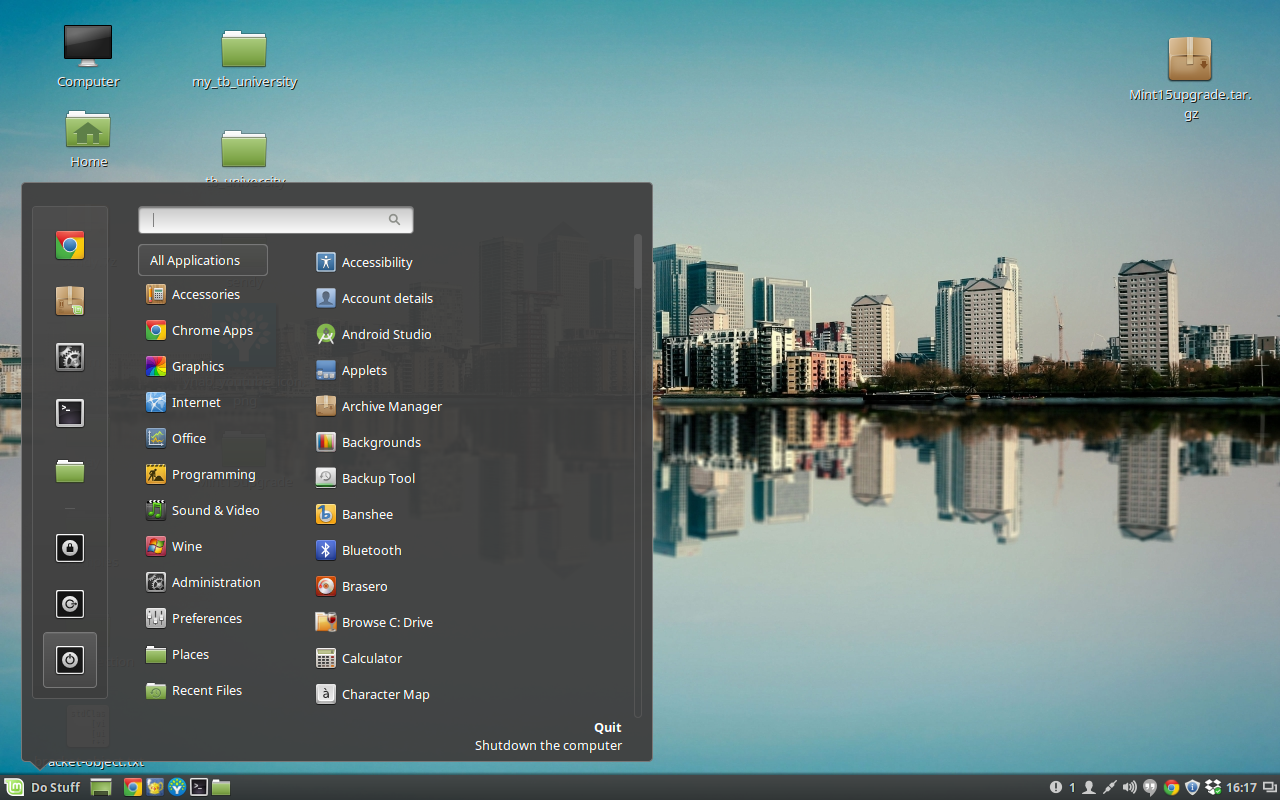 Computer
my_tb_university
Mint15upgrade.tar.
gz
Home
tb_university
All Applications
Accessories
Chrome Apps
Graphics
Internet
Office
Programming
Sound & Video
Wine
Administration
Preferences
Places
Recent Files
Accessibility
Account details
Android Studio
Applets
Archive Manager
Backgrounds
Backup Tool
Banshee
Bluetooth
Brasero
Browse C: Drive
Calculator
Character Map
Quit
Shutdown the computer
acket-object.txt
Do Stuff
1
16:17